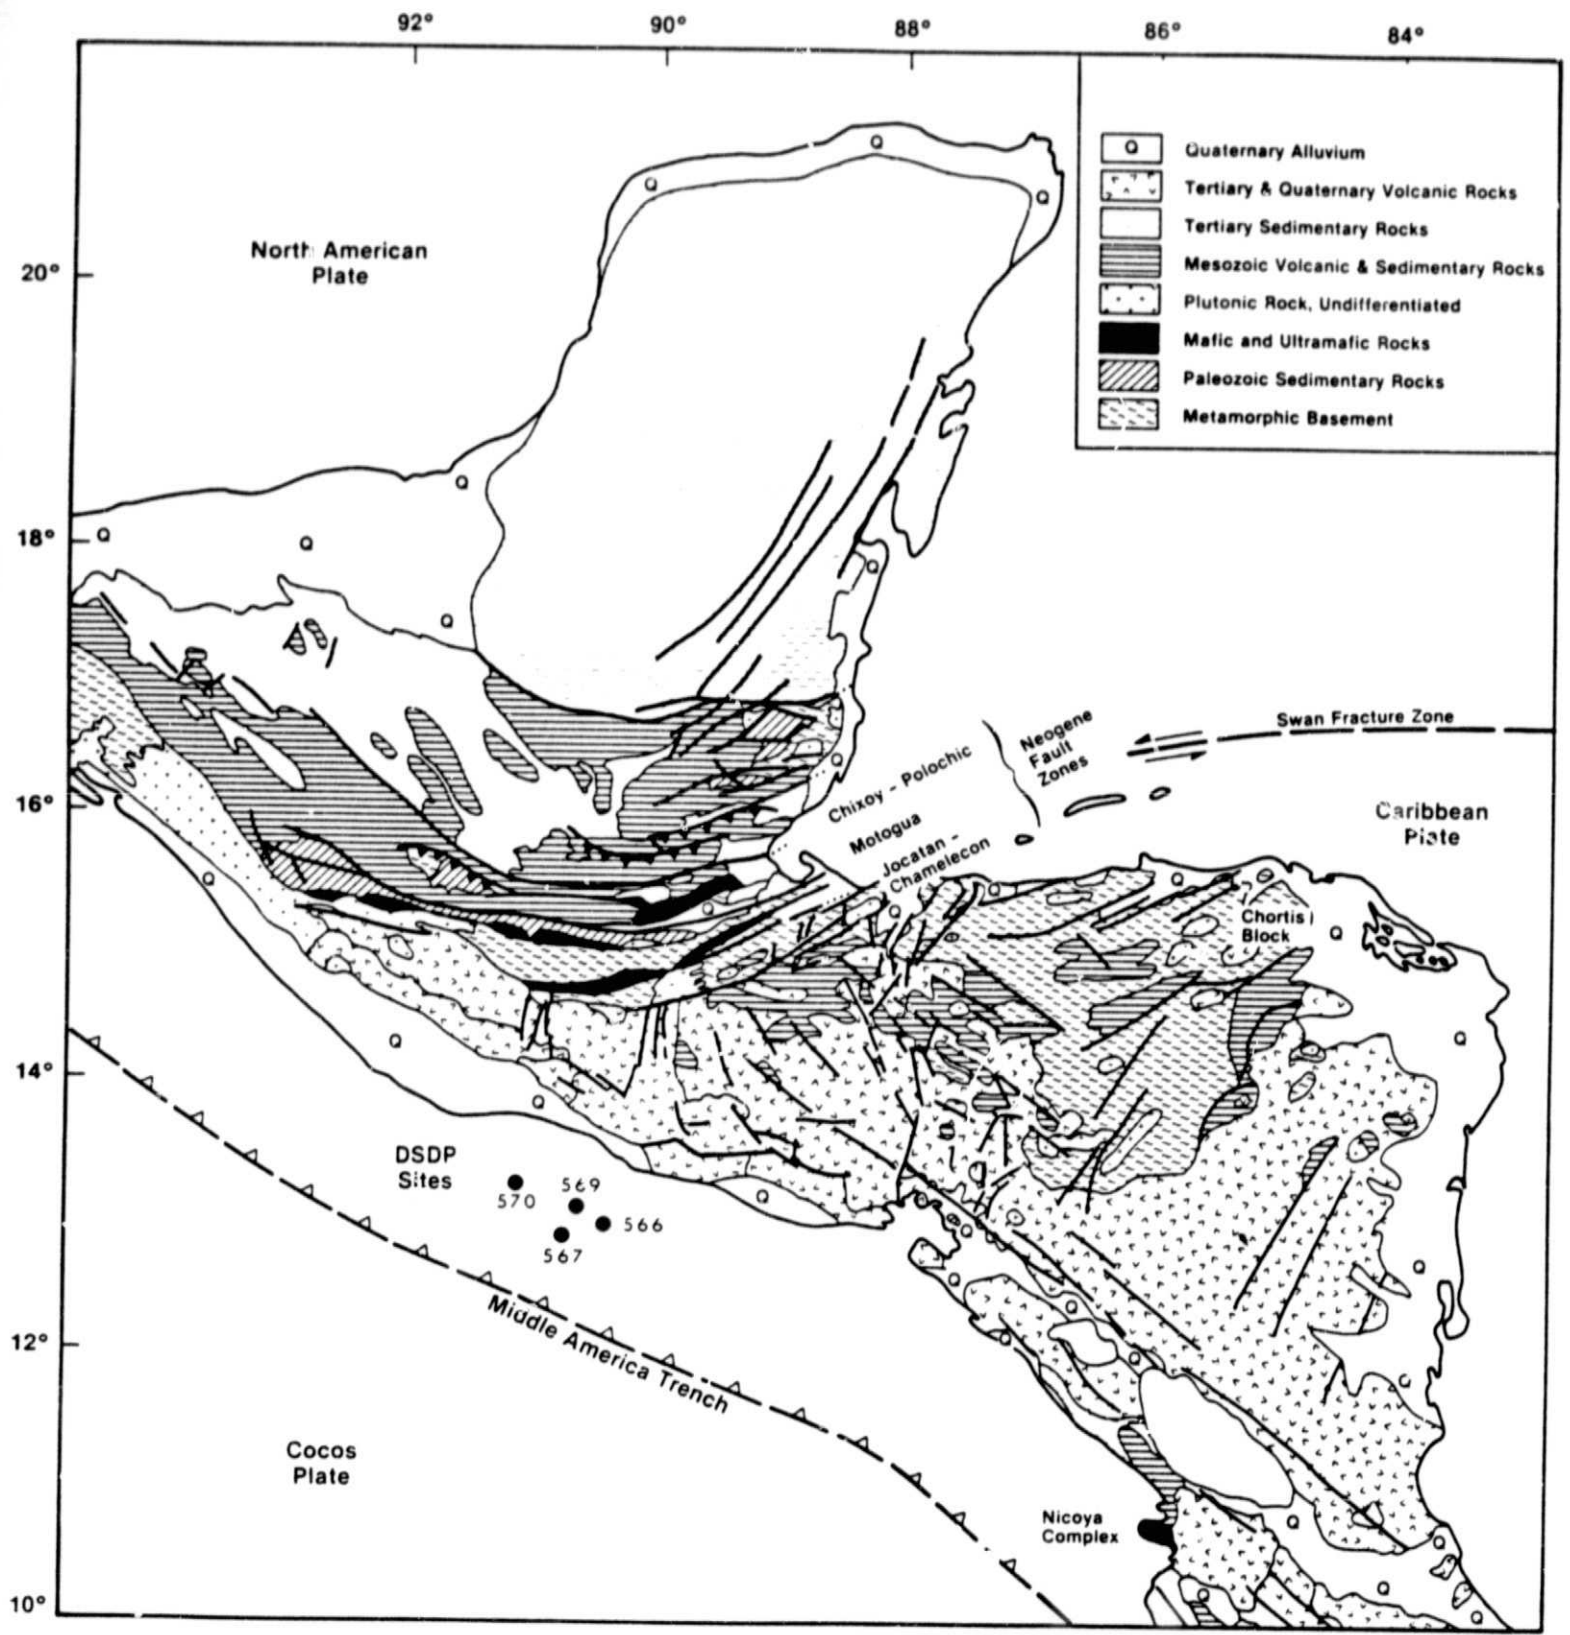 92°
90°
88°
86°
84°
20°
18°
16°
14°
12°
10°
Q
Quaternary Alluvium
Tertiary & Quaternary Volcanic Rocks
Tertiary Sedimentary Rocks
Mesozoic Volcanic & Sedimentary Rocks
Plutonic Rock, Undifferentiated
Mafic and Ultramafic Rocks
Paleozoic Sedimentary Rocks
Metamorphic Basement
North American
Plate
Q
Q
Q
Q
Q
Q
Q
Q
Swan Fracture Zone
Neogene
Fault
Zones
Chixoy - Polochic
Motogua
Jocatan -
Chamelecon
Caribbean
Plate
Chortis
Block
Q
Q
Q
Q
Q
Q
Q
Q
DSDP
Sites
570
569
566
567
Q
Q
Q
Q
Q
Q
Q
Q
Q
Middle America Trench
Cocos
Plate
Nicoya
Complex
Q
Q
Q
Q
Q